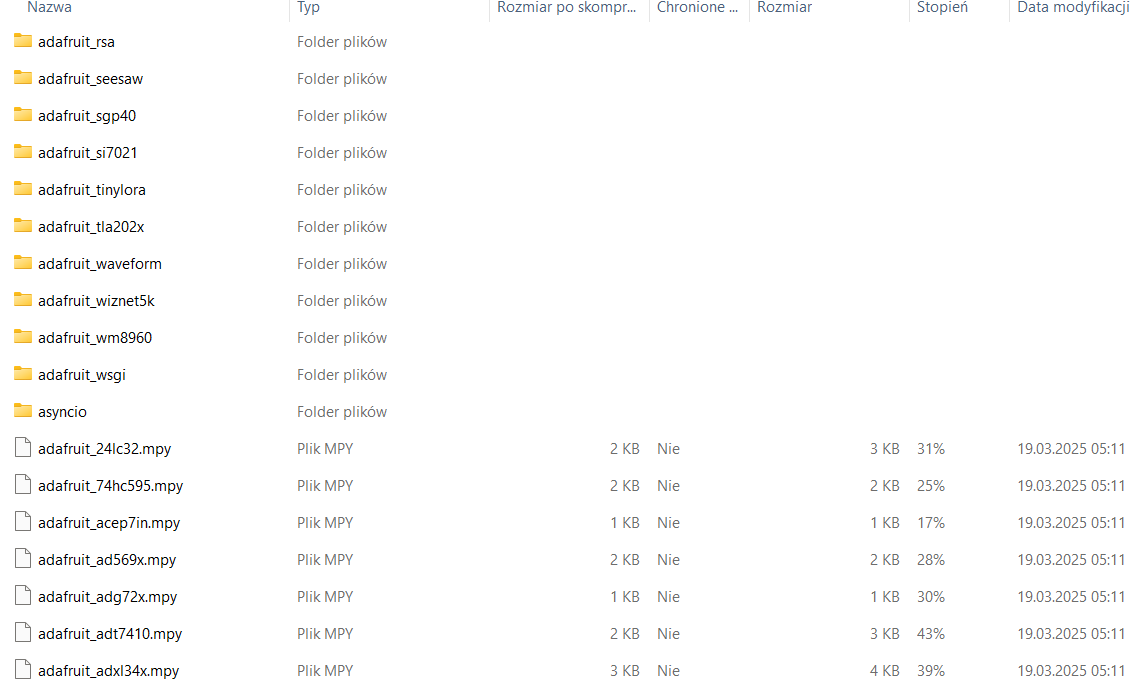 Nazwa Typ Rozmiar po skompr... Chronione ... Rozmiar Stopień Data modyfikacji
adafruit_rsa Folder plików
adafruit_seesaw Folder plików
adafruit_sgp40 Folder plików
adafruit_si7021 Folder plików
adafruit_tinylora Folder plików
adafruit_tla202x Folder plików
adafruit_waveform Folder plików
adafruit_wiznet5k Folder plików
adafruit_wm8960 Folder plików
adafruit_wsgi Folder plików
asyncio Folder plików
adafruit_24lc32.mpy Plik MPY 2 KB Nie 3 KB 31% 19.03.2025 05:11
adafruit_74hc595.mpy Plik MPY 2 KB Nie 2 KB 25% 19.03.2025 05:11
adafruit_acep7in.mpy Plik MPY 1 KB Nie 1 KB 17% 19.03.2025 05:11
adafruit_ad569x.mpy Plik MPY 2 KB Nie 2 KB 28% 19.03.2025 05:11
adafruit_adg72x.mpy Plik MPY 1 KB Nie 1 KB 30% 19.03.2025 05:11
adafruit_adt7410.mpy Plik MPY 2 KB Nie 3 KB 43% 19.03.2025 05:11
adafruit_adxl34x.mpy Plik MPY 3 KB Nie 4 KB 39% 19.03.2025 05:11